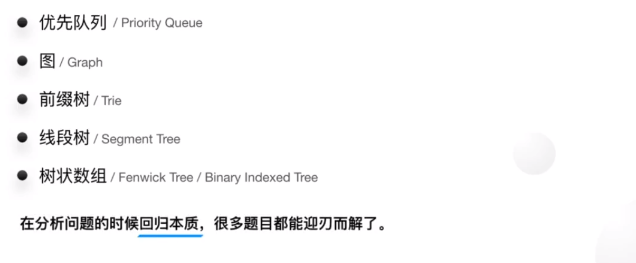 优先队列 / Priority Queue
图 / Graph
前缀树 / Trie
线段树 / Segment Tree
树状数组 / Fenwick Tree / Binary Indexed Tree
在分析问题的时候回归本质，很多题目都能迎刃而解了。